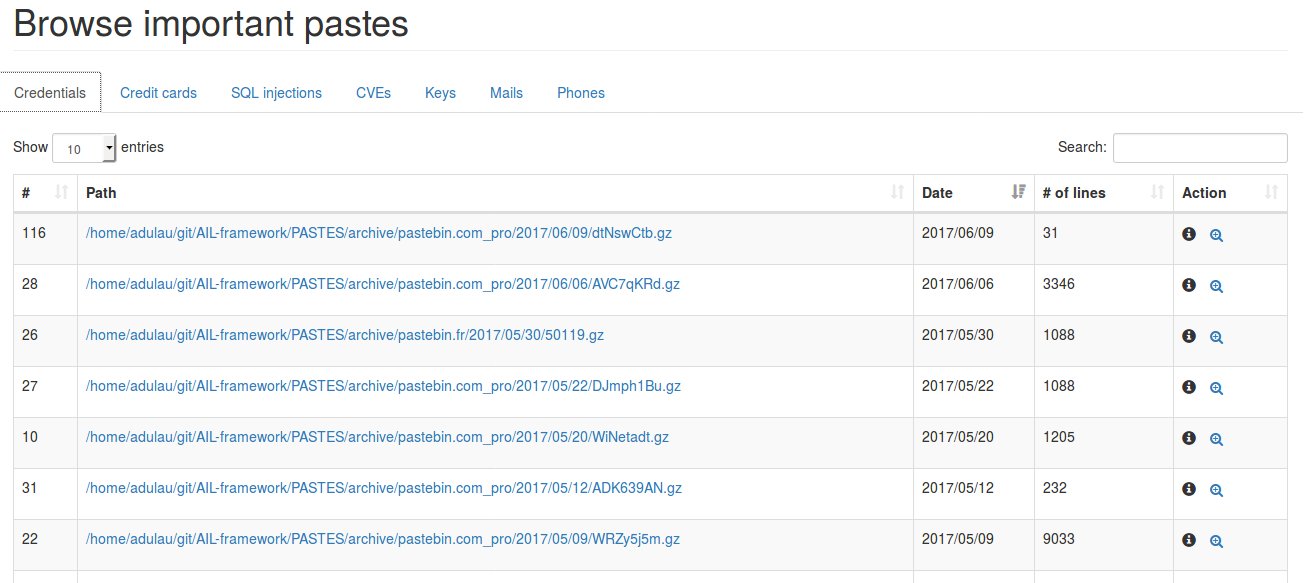 Browse important pastes
Credentials Credit cards SQL injections CVEs Keys Mails Phones
Show 10 entries Search:
# Path Date # of lines Action
116 /home/adulau/git/AIL-framework/PASTES/archive/pastebin.com_pro/2017/06/09/dtNswCtb.gz 2017/06/09 31
28 /home/adulau/git/AIL-framework/PASTES/archive/pastebin.com_pro/2017/06/06/AVC7qKRd.gz 2017/06/06 3346
26 /home/adulau/git/AIL-framework/PASTES/archive/pastebin.fr/2017/05/30/50119.gz 2017/05/30 1088
27 /home/adulau/git/AIL-framework/PASTES/archive/pastebin.com_pro/2017/05/22/DJmph1Bu.gz 2017/05/22 1088
10 /home/adulau/git/AIL-framework/PASTES/archive/pastebin.com_pro/2017/05/20/WiNetadt.gz 2017/05/20 1205
31 /home/adulau/git/AIL-framework/PASTES/archive/pastebin.com_pro/2017/05/12/ADK639AN.gz 2017/05/12 232
22 /home/adulau/git/AIL-framework/PASTES/archive/pastebin.com_pro/2017/05/09/WRZy5j5m.gz 2017/05/09 9033